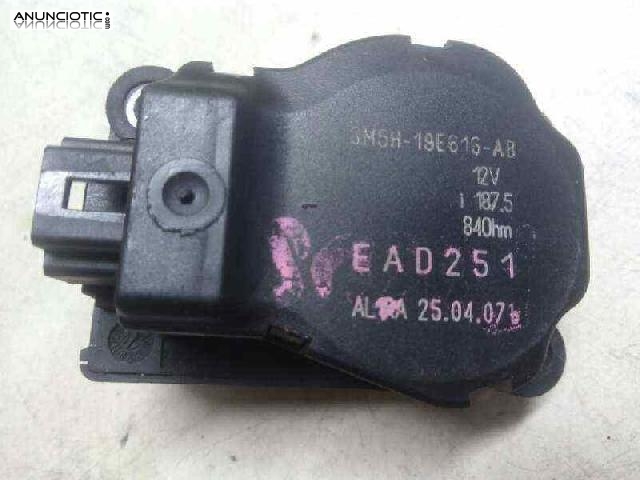 ANUNCIOTIC
3M5H-19E616-AB
12V
i 187.5
84Ohm
EAD251
25.04.07